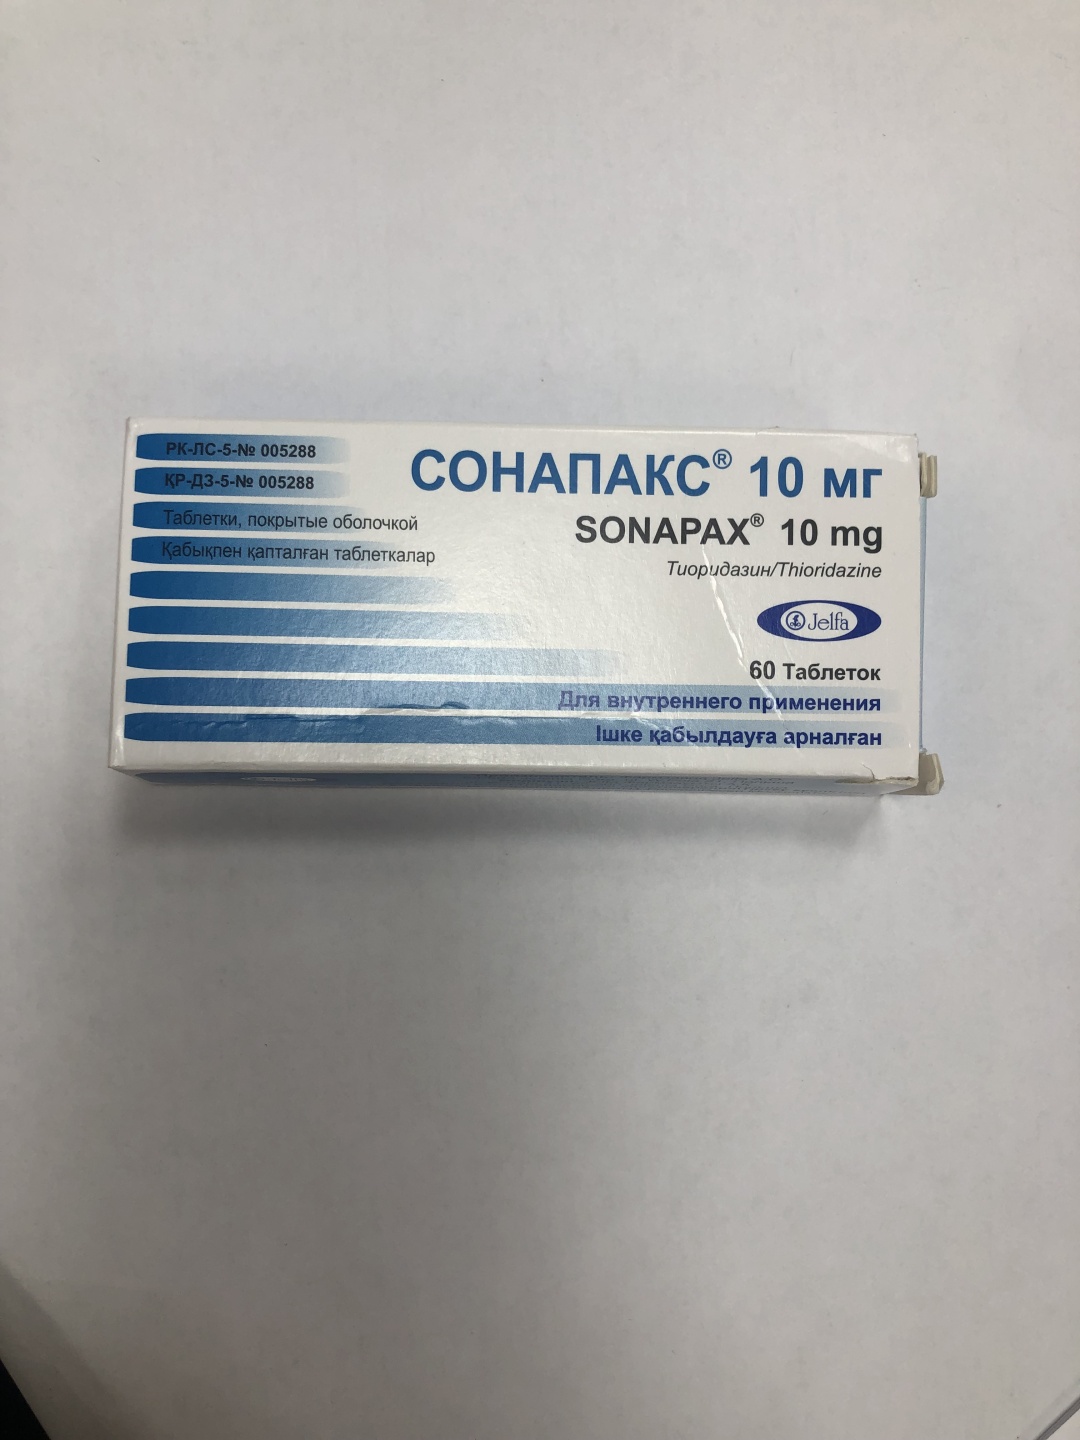 РК-ЛС-5-№ 005288
ҚР-ДЗ-5-№ 005288
Таблетки, покрытые оболочкой
Қабықпен қапталған таблеткалар
СОНАПАКС® 10 мг
SONAPAX® 10 mg
Тиоридазин/Thioridazine
Jelfa
60 Таблеток
Для внутреннего применения
Ішке қабылдауға арналған